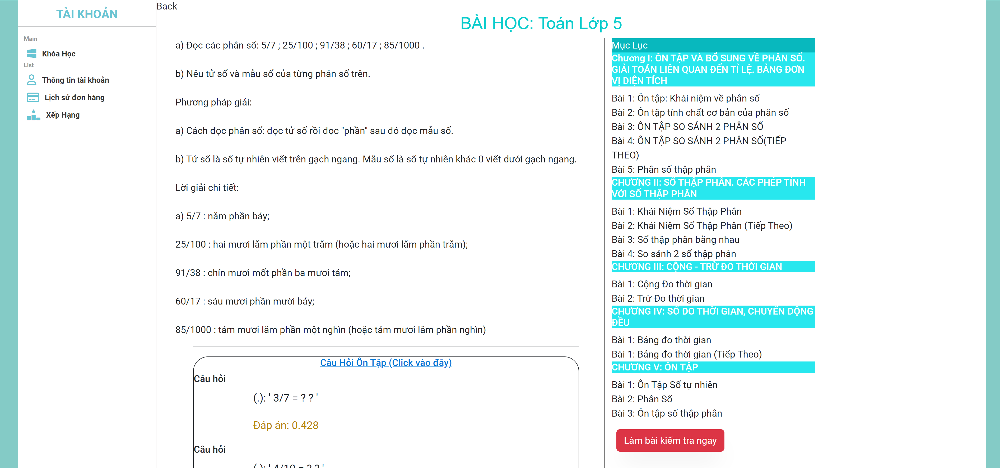 TÀI KHOẢN
Main
Khóa Học
List
Thông tin tài khoản
Lịch sử đơn hàng
Xếp Hạng
Back
BÀI HỌC: Toán Lớp 5
a) Đọc các phân số: 5/7 ; 25/100 ; 91/38 ; 60/17 ; 85/1000 .
b) Nêu tử số và mẫu số của từng phân số trên.
Phương pháp giải:
a) Cách đọc phân số: đọc tử số rồi đọc "phần" sau đó đọc mẫu số.
b) Tử số là số tự nhiên viết trên gạch ngang. Mẫu số là số tự nhiên khác 0 viết dưới gạch ngang.
Lời giải chi tiết:
a) 5/7 : năm phần bảy;
25/100 : hai mươi lăm phần một trăm (hoặc hai mươi lăm phần trăm);
91/38 : chín mươi mốt phần ba mươi tám;
60/17 : sáu mươi phần mười bảy;
85/1000 : tám mươi lăm phần một nghìn (hoặc tám mươi lăm phần nghìn)
Câu Hỏi Ôn Tập (Click vào đây)
Câu hỏi
(.): ' 3/7 = ? ? '
Đáp án: 0.428
Câu hỏi
(.): ' 4/10 = ? ? '
Mục Lục
Chương I: ÔN TẬP VÀ BỔ SUNG VỀ PHÂN SỐ.
GIẢI TOÁN LIÊN QUAN ĐẾN TỈ LỆ. BẢNG ĐƠN
VỊ DIỆN TÍCH
Bài 1: Ôn tập: Khái niệm về phân số
Bài 2: Ôn tập tính chất cơ bản của phân số
Bài 3: ÔN TẬP SO SÁNH 2 PHÂN SỐ
Bài 4: ÔN TẬP SO SÁNH 2 PHÂN SỐ(TIẾP
THEO)
Bài 5: Phân số thập phân
CHƯƠNG II: SỐ THẬP PHÂN. CÁC PHÉP TÍNH
VỚI SỐ THẬP PHÂN
Bài 1: Khái Niệm Số Thập Phân
Bài 2: Khái Niệm Số Thập Phân (Tiếp Theo)
Bài 3: Số thập phân bằng nhau
Bài 4: So sánh 2 số thập phân
CHƯƠNG III: CỘNG - TRỪ ĐO THỜI GIAN
Bài 1: Cộng Đo thời gian
Bài 2: Trừ Đo thời gian
CHƯƠNG IV: SỐ ĐO THỜI GIAN, CHUYỂN ĐỘNG
ĐỀU
Bài 1: Bảng đo thời gian
Bài 1: Bảng đo thời gian (Tiếp Theo)
CHƯƠNG V: ÔN TẬP
Bài 1: Ôn Tập Số tự nhiên
Bài 2: Phân Số
Bài 3: Ôn tập số thập phân
Làm bài kiểm tra ngay